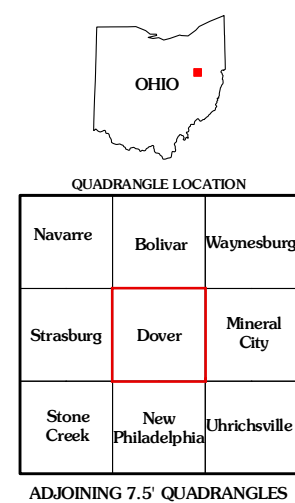 OHIO
QUADRANGLE LOCATION
Navarre
Bolivar
Waynesburg
Strasburg
Dover
Mineral
City
Stone
Creek
New
Philadelphia
Uhrichsville
ADJOINING 7.5' QUADRANGLES